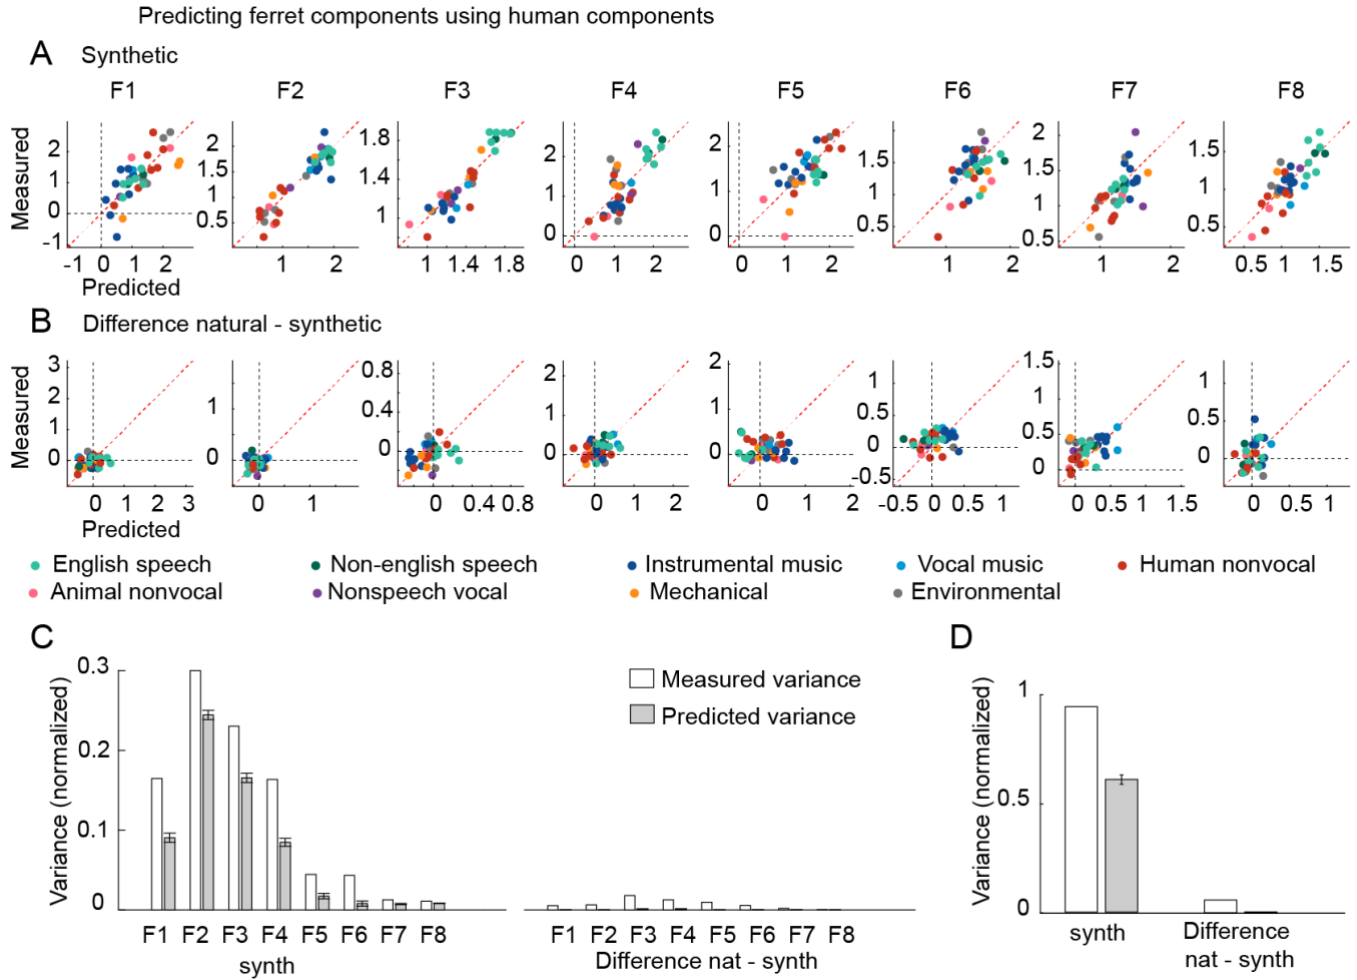 Predicting ferret components using human components
A Synthetic
F1 F2 F3 F4 F5 F6 F7 F8
Measured
2
1
0
-1
2.5
1.5
0.5
1.8
1.4
1
2
1
0
2
1
0
1.5
1
0.5
2
1.5
1
0.5
1.5
1
0.5
-1 0 1 2
1 2
1 1.4 1.8
0 1 2
0 1 2
1 2
1 2
0.5 1 1.5
Predicted
B Difference natural - synthetic
Measured
3
2
1
0
1
0
0.8
0.4
0
2
1
0
2
1
0
1
0.5
0
-0.5
1.5
1
0.5
0
1
0.5
0
0 1 2 3
0 1
0 0.4 0.8
0 1 2
0 1 2
-0.5 0 0.5 1
0 0.5 1 1.5
0 0.5 1
Predicted
English speech Non-english speech Instrumental music Vocal music Human nonvocal
Animal nonvocal Nonspeech vocal Mechanical Environmental
C
Variance (normalized)
0.3
0.2
0.1
0
F1 F2 F3 F4 F5 F6 F7 F8
synth
F1 F2 F3 F4 F5 F6 F7 F8
Difference nat - synth
Measured variance
Predicted variance
D
Variance (normalized)
1
0.5
0
synth
Difference
nat - synth